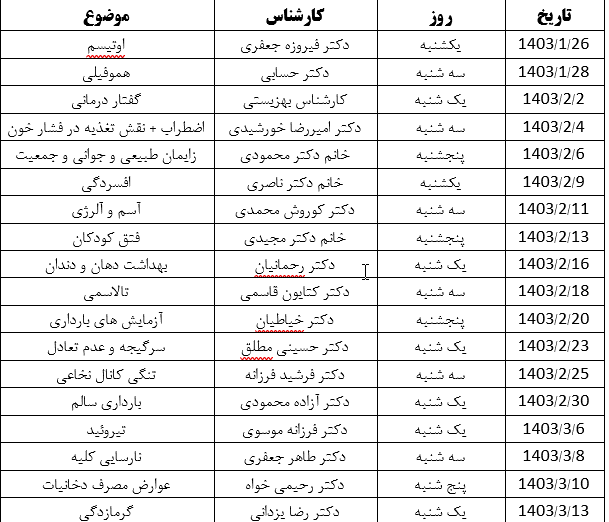 تاریخ روز کارشناس موضوع
1403/1/26 یکشنبه دکتر فیروزه جعفری اوتیسم
1403/1/28 سه شنبه دکتر حسابی هموفیلی
1403/2/2 یک شنبه کارشناس بهزیستی گفتار درمانی
1403/2/4 سه شنبه دکتر امیررضا خورشیدی اضطراب + نقش تغذیه در فشار خون
1403/2/6 پنجشنبه خانم دکتر محمودی زایمان طبیعی و جوانی و جمعیت
1403/2/9 یکشنبه خانم دکتر ناصری افسردگی
1403/2/11 سه شنبه دکتر کوروش محمدی آسم و آلرژی
1403/2/13 پنجشنبه خانم دکتر مجیدی فتق کودکان
1403/2/16 یک شنبه دکتر رحمانیان بهداشت دهان و دندان
1403/2/18 سه شنبه دکتر کتایون قاسمی تالاسمی
1403/2/20 پنجشنبه دکتر خیاطیان آزمایش های بارداری
1403/2/23 یک شنبه دکتر حسینی مطلق سرگیجه و عدم تعادل
1403/2/25 سه شنبه دکتر فرشید فرزانه تنگی کانال نخاعی
1403/2/30 یک شنبه دکتر آزاده محمودی بارداری سالم
1403/3/6 یک شنبه دکتر فرزانه موسوی تیروئید
1403/3/8 سه شنبه دکتر طاهر جعفری نارسایی کلیه
1403/3/10 پنج شنبه دکتر رحیمی خواه عوارض مصرف دخانیات
1403/3/13 یک شنبه دکتر رضا یزدانی گرمازدگی